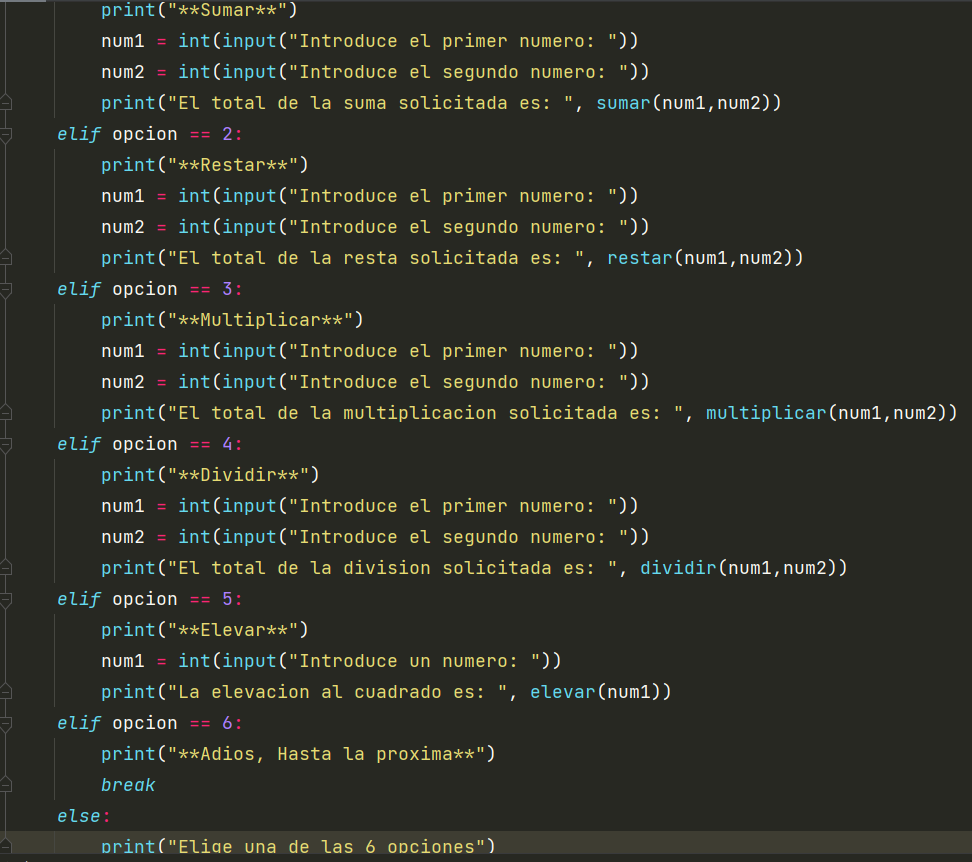 print("**Sumar**")
num1 = int(input("Introduce el primer numero: "))
num2 = int(input("Introduce el segundo numero: "))
print("El total de la suma solicitada es: ", sumar(num1,num2))
elif opcion == 2:
print("**Restar**")
num1 = int(input("Introduce el primer numero: "))
num2 = int(input("Introduce el segundo numero: "))
print("El total de la resta solicitada es: ", restar(num1,num2))
elif opcion == 3:
print("**Multiplicar**")
num1 = int(input("Introduce el primer numero: "))
num2 = int(input("Introduce el segundo numero: "))
print("El total de la multiplicacion solicitada es: ", multiplicar(num1,num2))
elif opcion == 4:
print("**Dividir**")
num1 = int(input("Introduce el primer numero: "))
num2 = int(input("Introduce el segundo numero: "))
print("El total de la division solicitada es: ", dividir(num1,num2))
elif opcion == 5:
print("**Elevar**")
num1 = int(input("Introduce un numero: "))
print("La elevacion al cuadrado es: ", elevar(num1))
elif opcion == 6:
print("**Adios, Hasta la proxima**")
break
else:
print("Elige una de las 6 opciones")